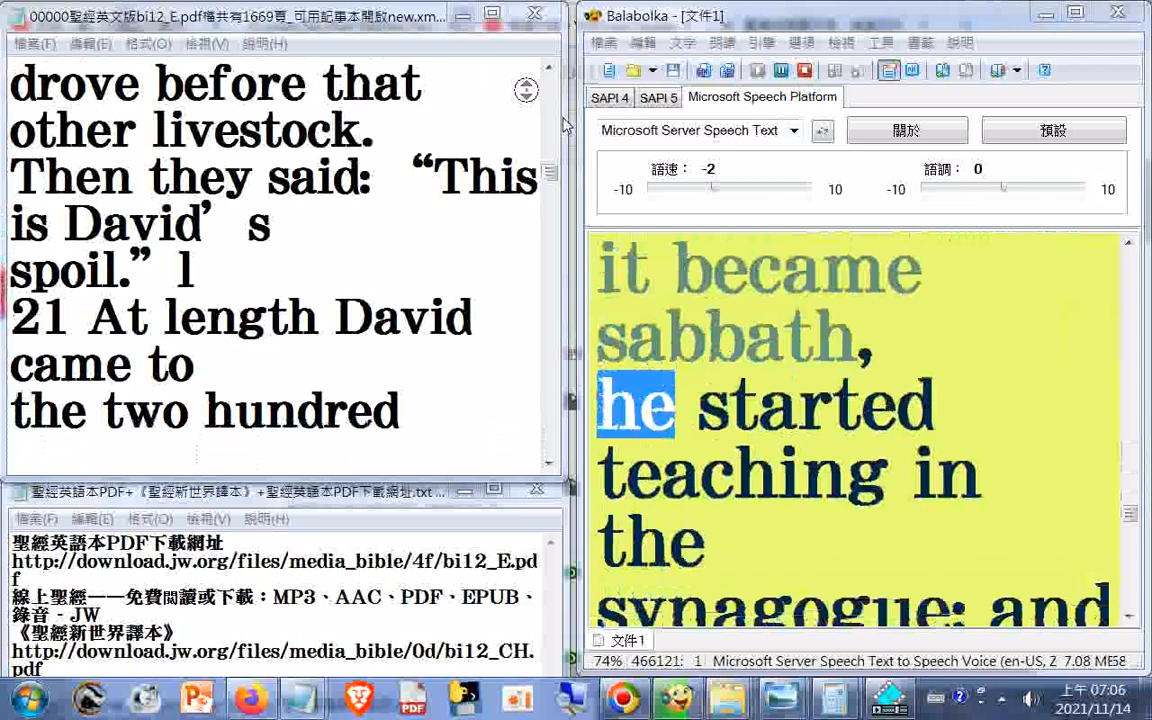 00000聖經英文版bi12_E.pdf檔共有1669頁_可用記事本開啟new.xm...
檔案(F) 編輯(E) 格式(O) 檢視(V) 說明(H)
drove before that
other livestock.
Then they said: “This
is David’s
spoil.” l
21 At length David
came to
the two hundred
聖經英語本PDF+《聖經新世界譯本》+聖經英語本PDF下載網址.txt ...
檔案(F) 編輯(E) 格式(O) 檢視(V) 說明(H)
聖經英語本PDF下載網址
http://download.jw.org/files/media_bible/4f/bi12_E.pd
f
線上聖經——免費閱讀或下載：MP3、AAC、PDF、EPUB、
錄音 - JW
《聖經新世界譯本》
http://download.jw.org/files/media_bible/0d/bi12_CH.
pdf
Balabolka - [文件1]
檔案 編輯 文字 朗讀 引擎 選項 檢視 工具 書籤 說明
SAPI 4 SAPI 5 Microsoft Speech Platform
Microsoft Server Speech Text 關於 預設
語速： -2 語調： 0
-10 10 -10 10
it became
sabbath,
he started
teaching in
the
synagogue; and
文件1
74% 466121: 1 Microsoft Server Speech Text to Speech Voice (en-US, Z 7.08 ME58
上午 07:06
2021/11/14